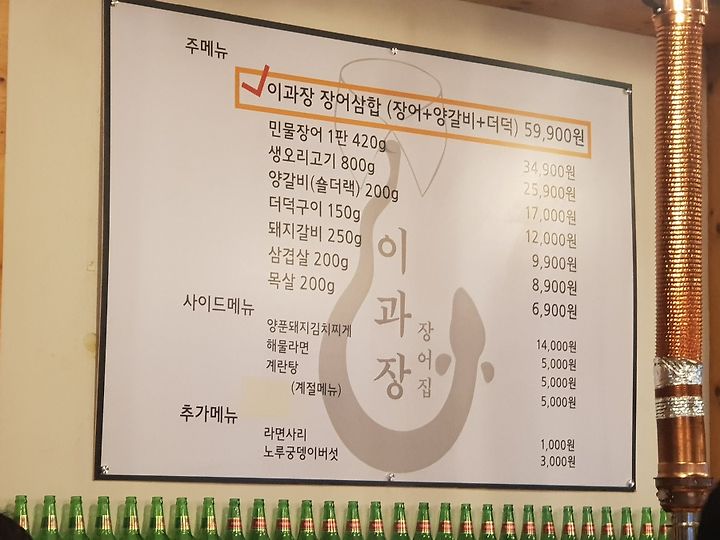 주메뉴
이과장 장어삼합 (장어+양갈비+더덕) 59,900원
민물장어 1판 420g 34,900원
생오리고기 800g 25,900원
양갈비(숄더랙) 200g 17,000원
더덕구이 150g 12,000원
돼지갈비 250g 9,900원
삼겹살 200g 8,900원
목살 200g 6,900원
사이드메뉴
양푼돼지김치찌게 14,000원
해물라면 5,000원
계란탕 5,000원
(계절메뉴) 5,000원
추가메뉴
라면사리 1,000원
노루궁뎅이버섯 3,000원
이과장
장어집